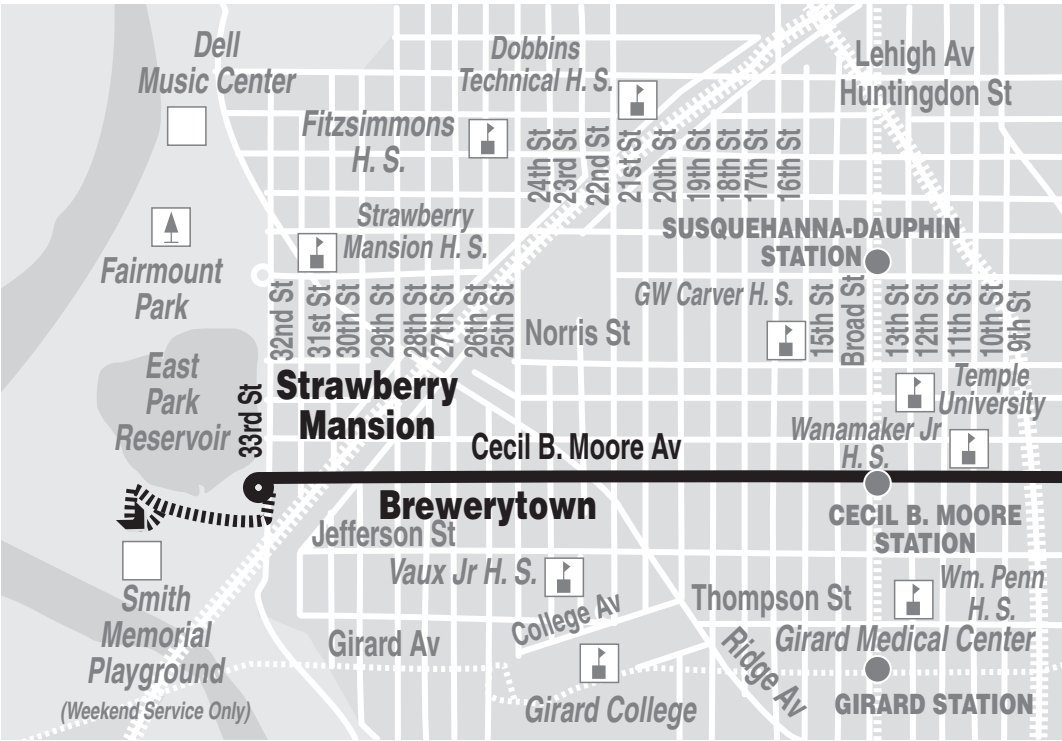 Dell
Music Center
Dobbins
Technical H. S.
Lehigh Av
Huntingdon St
Fitzsimmons
H. S.
24th St
23rd St
22nd St
21st St
20th St
19th St
18th St
17th St
16th St
Strawberry
Mansion H. S.
SUSQUEHANNA-DAUPHIN
STATION
Fairmount
Park
32nd St
31st St
30th St
29th St
28th St
27th St
26th St
25th St
Norris St
GW Carver H. S.
15th St
Broad St
13th St
12th St
11th St
10th St
9th St
East
Park
Reservoir
33rd St
Strawberry
Mansion
Temple
University
Cecil B. Moore Av
Wanamaker Jr
H. S.
Brewerytown
Jefferson St
CECIL B. MOORE
STATION
Vaux Jr H. S.
Wm. Penn
H. S.
Smith
Memorial
Playground
(Weekend Service Only)
Girard Av
College Av
Thompson St
Ridge Av
Girard Medical Center
Girard College
GIRARD STATION